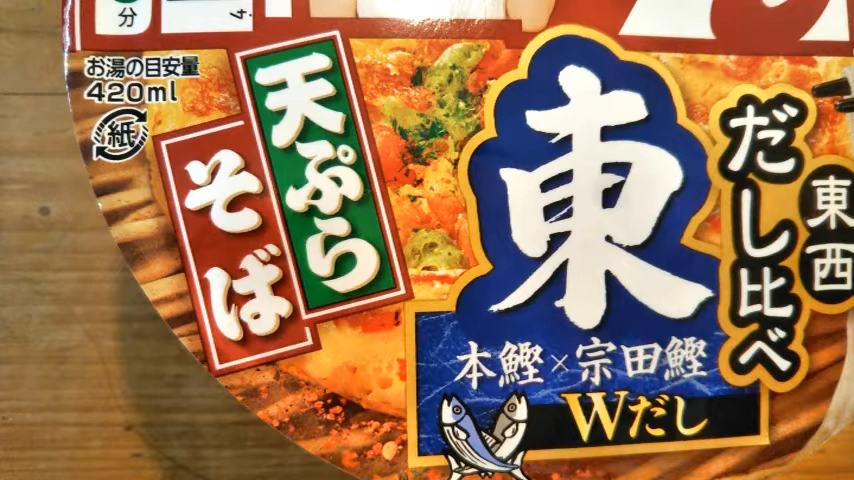 分
お湯の目安量
420ml
紙
天ぷら
そば
東
本鰹×宗田鰹
Wだし
東西
だし比べ